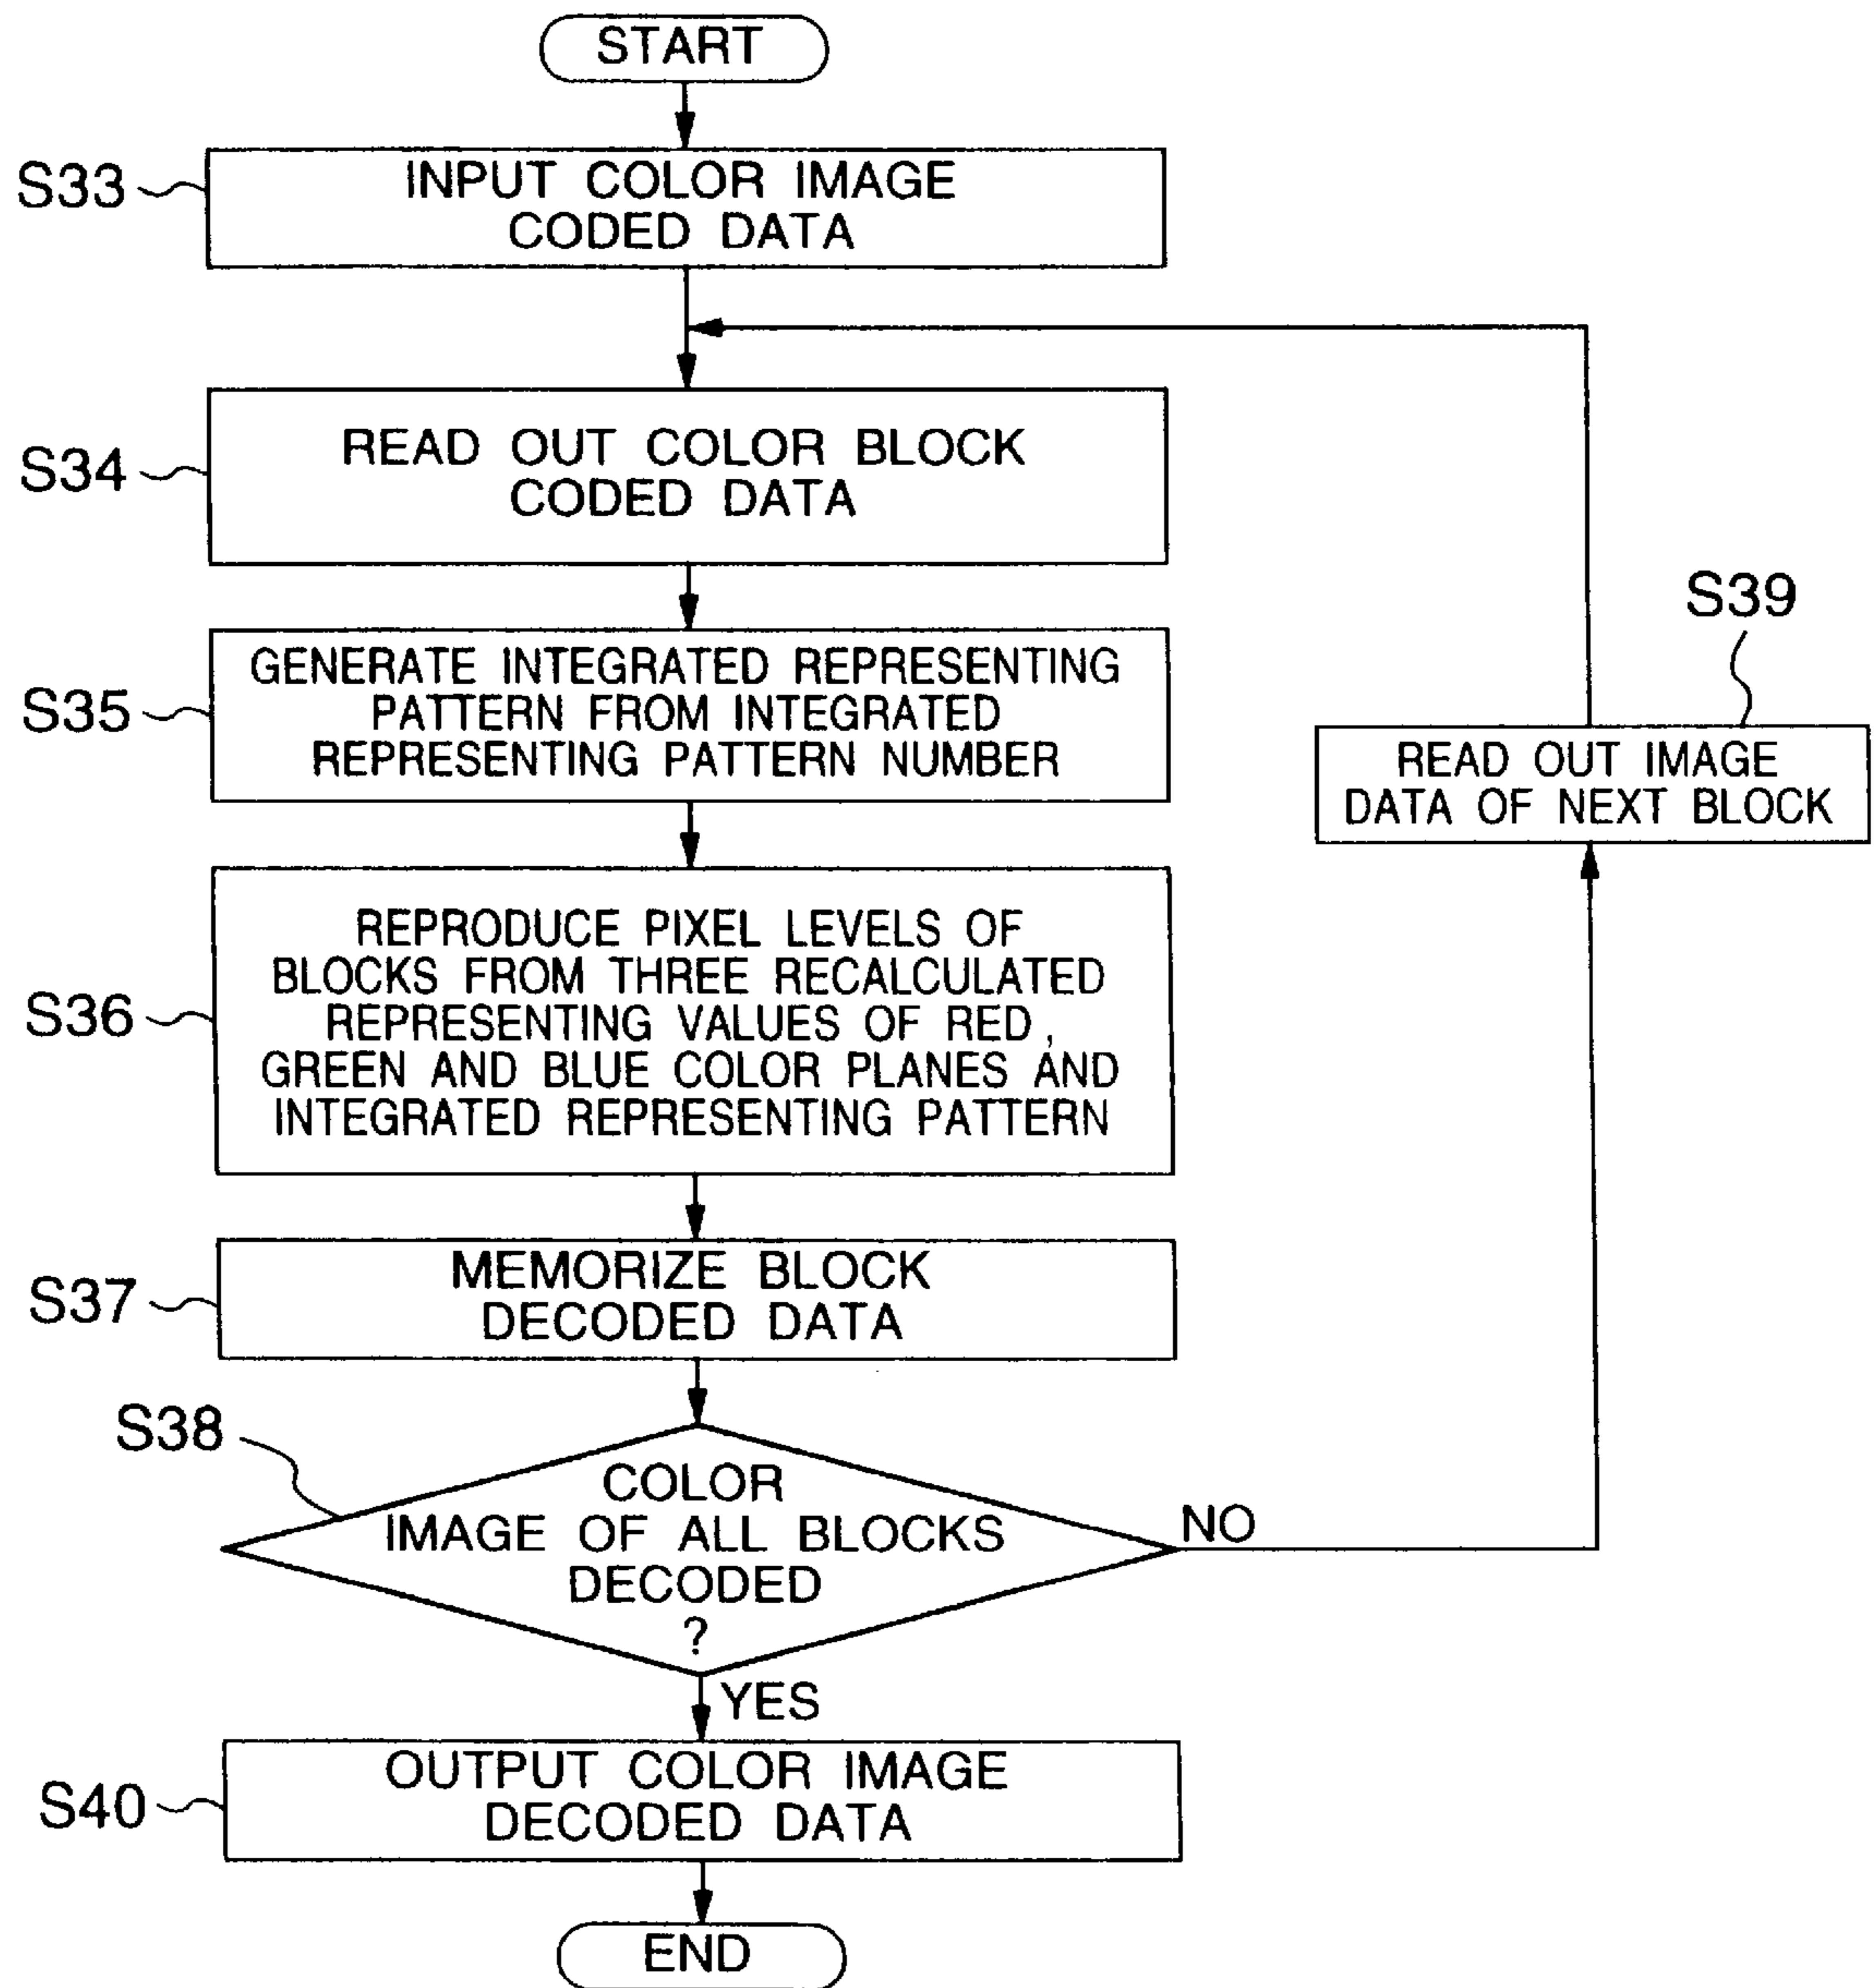 START
S33
INPUT COLOR IMAGE
CODED DATA
S34
READ OUT COLOR BLOCK
CODED DATA
S35
GENERATE INTEGRATED REPRESENTING
PATTERN FROM INTEGRATED
REPRESENTING PATTERN NUMBER
S39
READ OUT IMAGE
DATA OF NEXT BLOCK
S36
REPRODUCE PIXEL LEVELS OF
BLOCKS FROM THREE RECALCULATED
REPRESENTING VALUES OF RED,
GREEN AND BLUE COLOR PLANES AND
INTEGRATED REPRESENTING PATTERN
S37
MEMORIZE BLOCK
DECODED DATA
S38
COLOR
IMAGE OF ALL BLOCKS
DECODED
?
NO
YES
S40
OUTPUT COLOR IMAGE
DECODED DATA
END